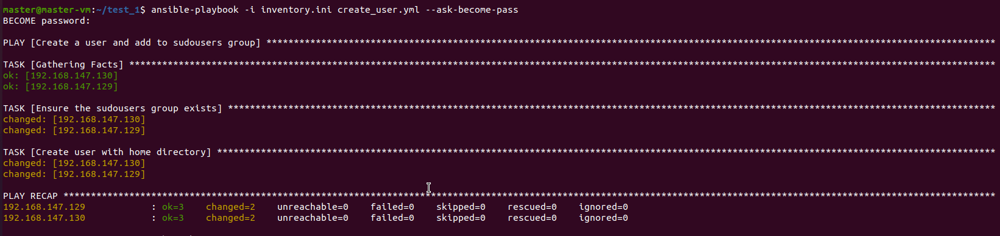 master@master-vm:~/test_1$ ansible-playbook -i inventory.ini create_user.yml --ask-become-pass
BECOME password:
PLAY [Create a user and add to sudousers group] *************************************************************************************************************************************
TASK [Gathering Facts] **************************************************************************************************************************************************************
ok: [192.168.147.130]
ok: [192.168.147.129]
TASK [Ensure the sudousers group exists] ********************************************************************************************************************************************
changed: [192.168.147.130]
changed: [192.168.147.129]
TASK [Create user with home directory] **********************************************************************************************************************************************
changed: [192.168.147.130]
changed: [192.168.147.129]
PLAY RECAP **************************************************************************************************************************************************************************
192.168.147.129            : ok=3    changed=2    unreachable=0    failed=0    skipped=0    rescued=0    ignored=0
192.168.147.130            : ok=3    changed=2    unreachable=0    failed=0    skipped=0    rescued=0    ignored=0